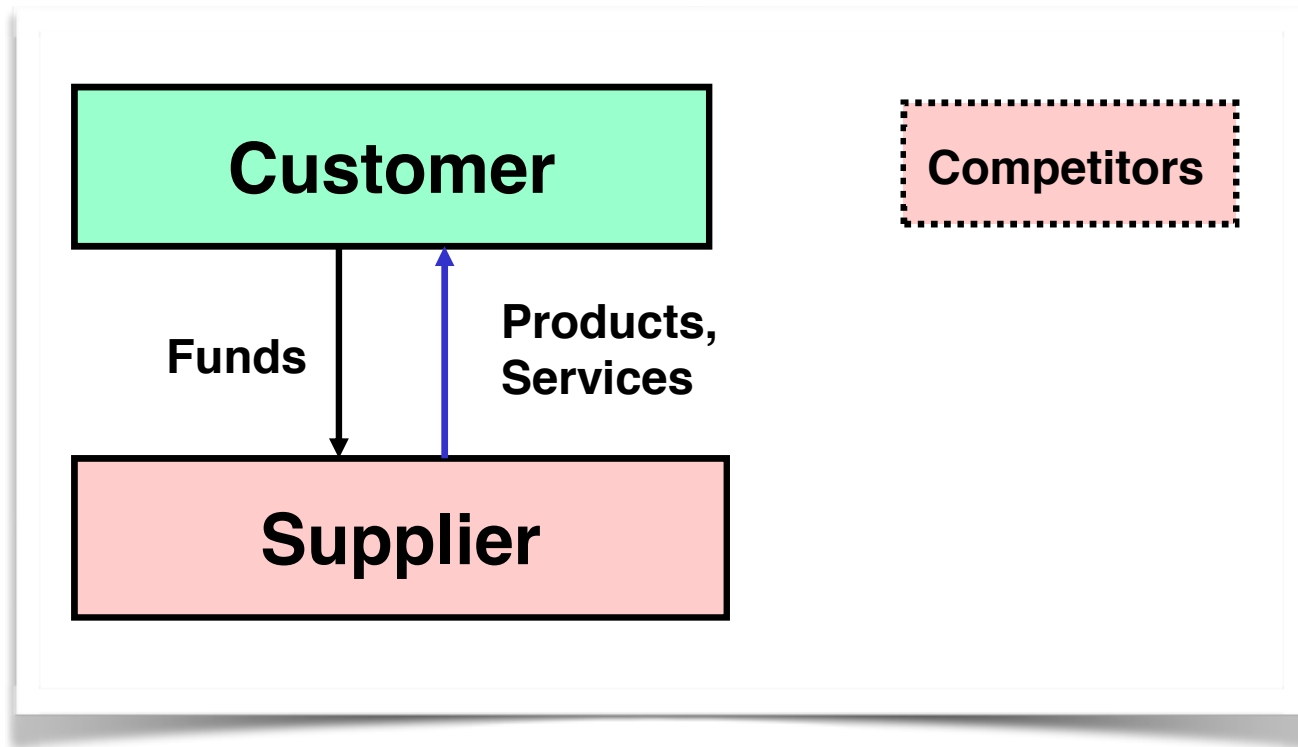 Customer
Competitors
Funds
Products,
Services
Supplier